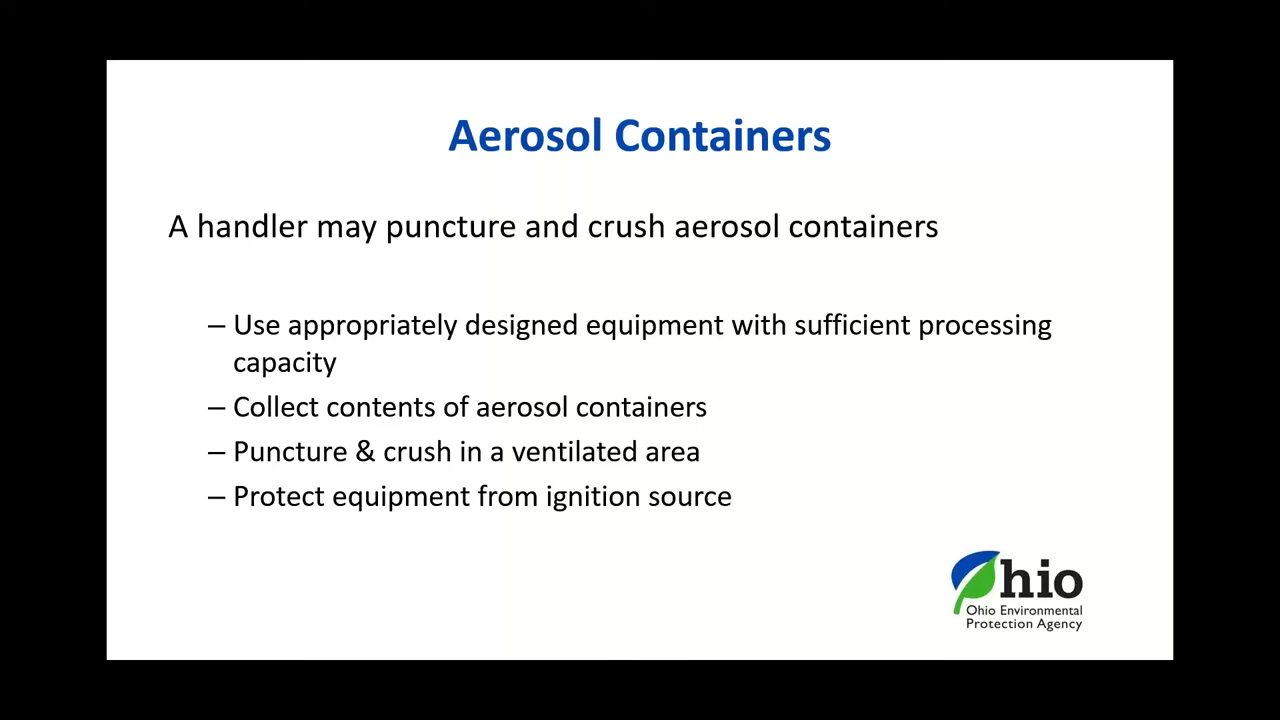 Aerosol Containers
A handler may puncture and crush aerosol containers
– Use appropriately designed equipment with sufficient processing
capacity
– Collect contents of aerosol containers
– Puncture & crush in a ventilated area
– Protect equipment from ignition source
Ohio
Ohio Environmental
Protection Agency